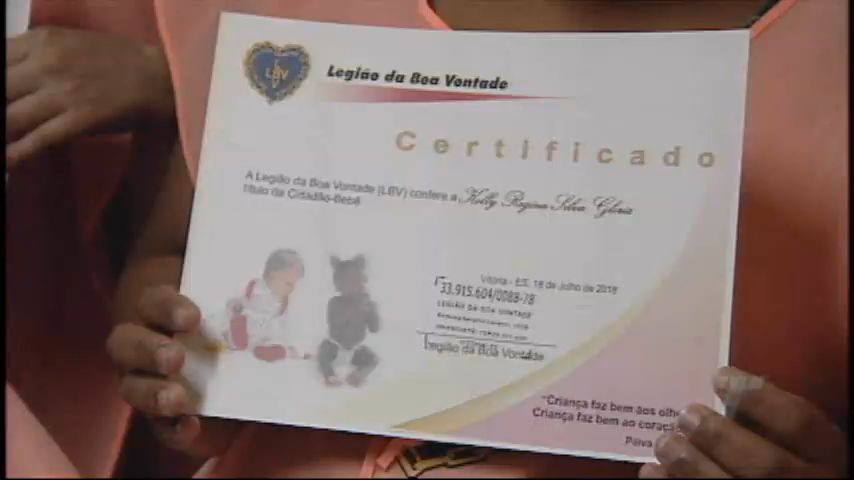 LBV
Legião da Boa Vontade
Certificado
A Legião da Boa Vontade (LBV) confere a Kelly Regina Silva Gloria
título da Cidadão-Bebê
Vitória - ES, 18 de julho de 2018
33.915.604/0088-78
LEGIÃO DA BOA VONTADE
Legião da Boa Vontade
"Criança faz bem aos olho
Criança faz bem ao coraçã
Paiva